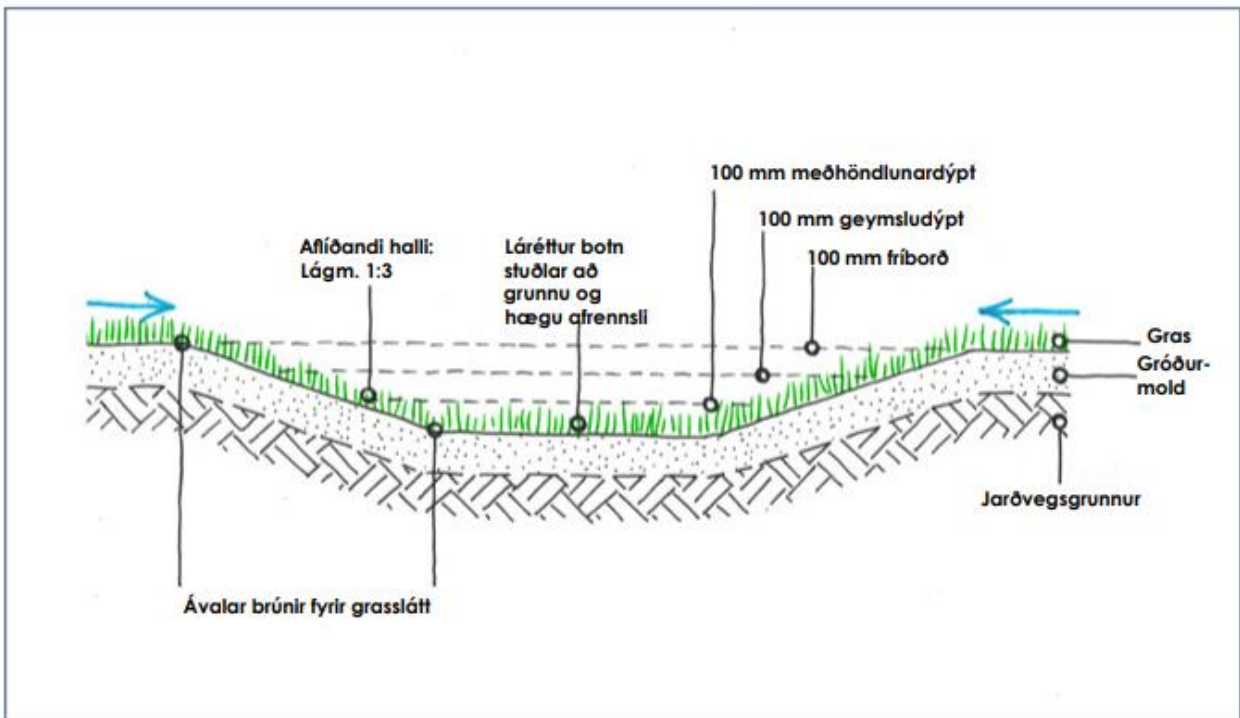 100 mm meðhöndlunardýpt
100 mm geymsludýpt
100 mm fríborð
Aflíðandi halli:
Lágm. 1:3
Láréttur botn
stuðlar að
grunnu og
hægu afrennsli
Gras
Gróður-
mold
Jarðvegsgrunnur
Ávalar brúnir fyrir grasslátt